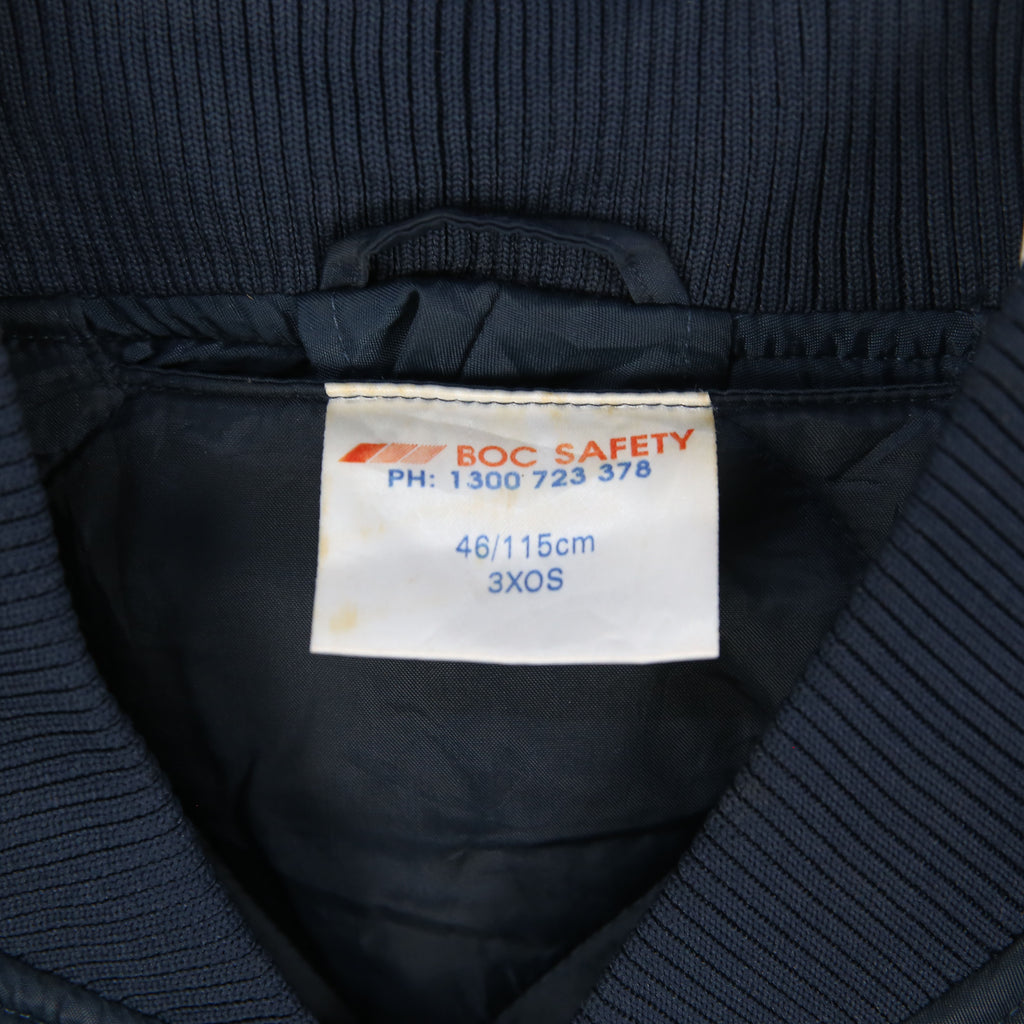 BOC SAFETY
PH: 1300 723 378
46/115cm
3XOS